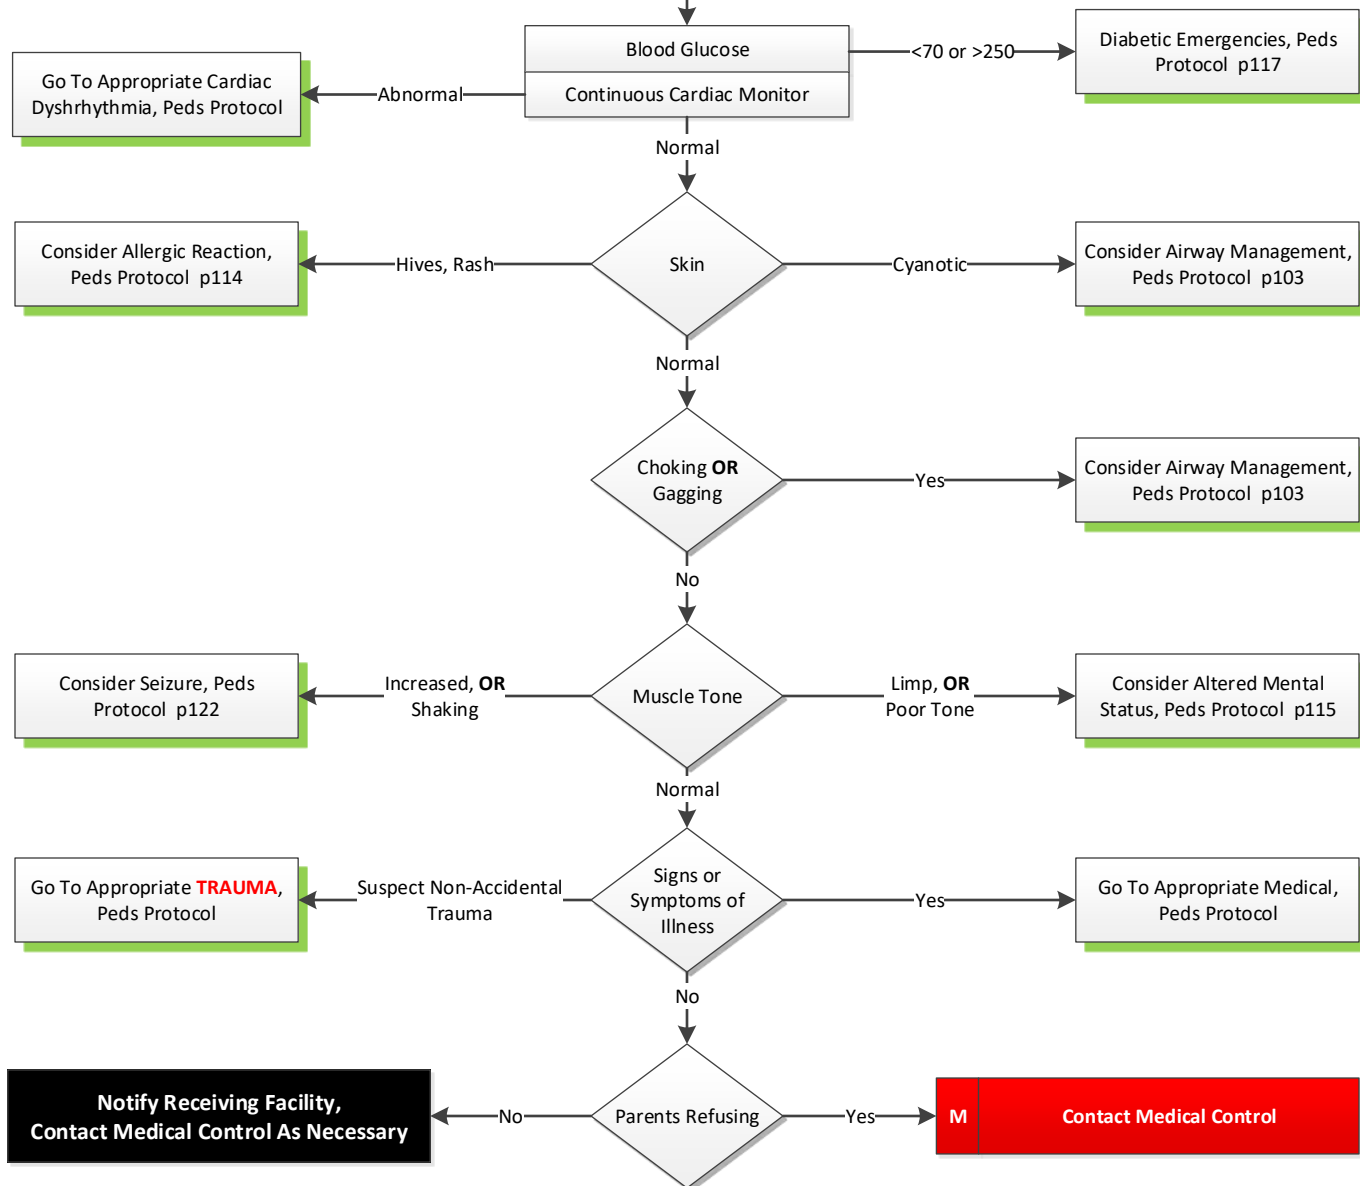 Blood Glucose
<70 or >250
Diabetic Emergencies, Peds
Protocol p117
Go To Appropriate Cardiac
Dyshrhythmia, Peds Protocol
Abnormal
Continuous Cardiac Monitor
Normal
Consider Allergic Reaction,
Peds Protocol p114
Hives, Rash
Skin
Cyanotic
Consider Airway Management,
Peds Protocol p103
Normal
Choking OR
Gagging
Yes
Consider Airway Management,
Peds Protocol p103
No
Consider Seizure, Peds
Protocol p122
Increased, OR
Shaking
Muscle Tone
Limp, OR
Poor Tone
Consider Altered Mental
Status, Peds Protocol p115
Normal
Go To Appropriate TRAUMA,
Peds Protocol
Suspect Non-Accidental
Trauma
Signs or
Symptoms of
Illness
Yes
Go To Appropriate Medical,
Peds Protocol
No
Notify Receiving Facility,
Contact Medical Control As Necessary
No
Parents Refusing
Yes
M
Contact Medical Control